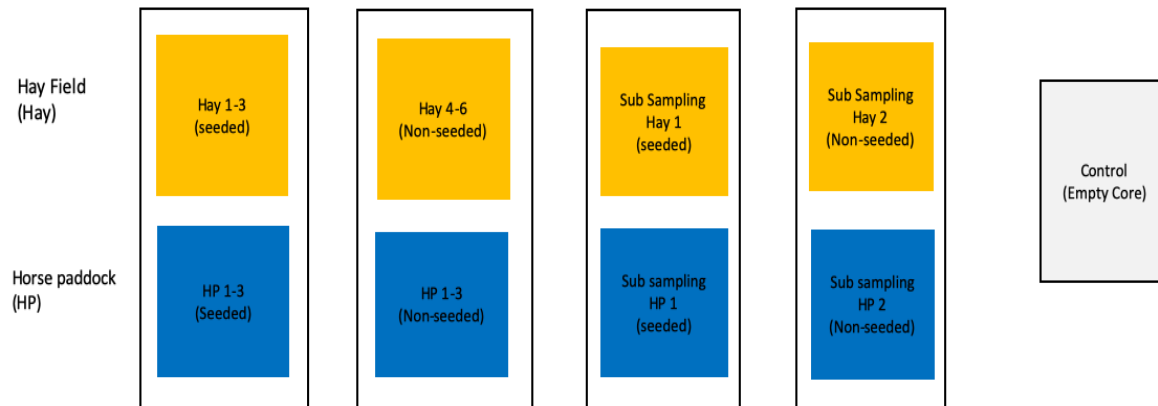 Hay Field
(Hay)
Hay 1-3
(seeded)
Hay 4-6
(Non-seeded)
Sub Sampling
Hay 1
(seeded)
Sub Sampling
Hay 2
(Non-seeded)
Control
(Empty Core)
Horse paddock
(HP)
HP 1-3
(Seeded)
HP 1-3
(Non-seeded)
Sub sampling
HP 1
(seeded)
Sub sampling
HP 2
(Non-seeded)